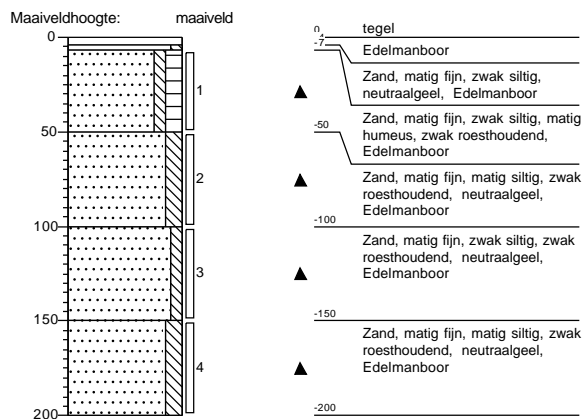 Maaiveldhoogte: maaiveld
0
50
100
150
200
1
2
3
4
0
-4
-7
tegel
Edelmanboor
Zand, matig fijn, zwak siltig,
neutraalgeel, Edelmanboor
-50
Zand, matig fijn, zwak siltig, matig
humeus, zwak roesthoudend,
Edelmanboor
Zand, matig fijn, matig siltig, zwak
roesthoudend, neutraalgeel,
Edelmanboor
-100
Zand, matig fijn, zwak siltig, zwak
roesthoudend, neutraalgeel,
Edelmanboor
-150
Zand, matig fijn, matig siltig, zwak
roesthoudend, neutraalgeel,
Edelmanboor
-200